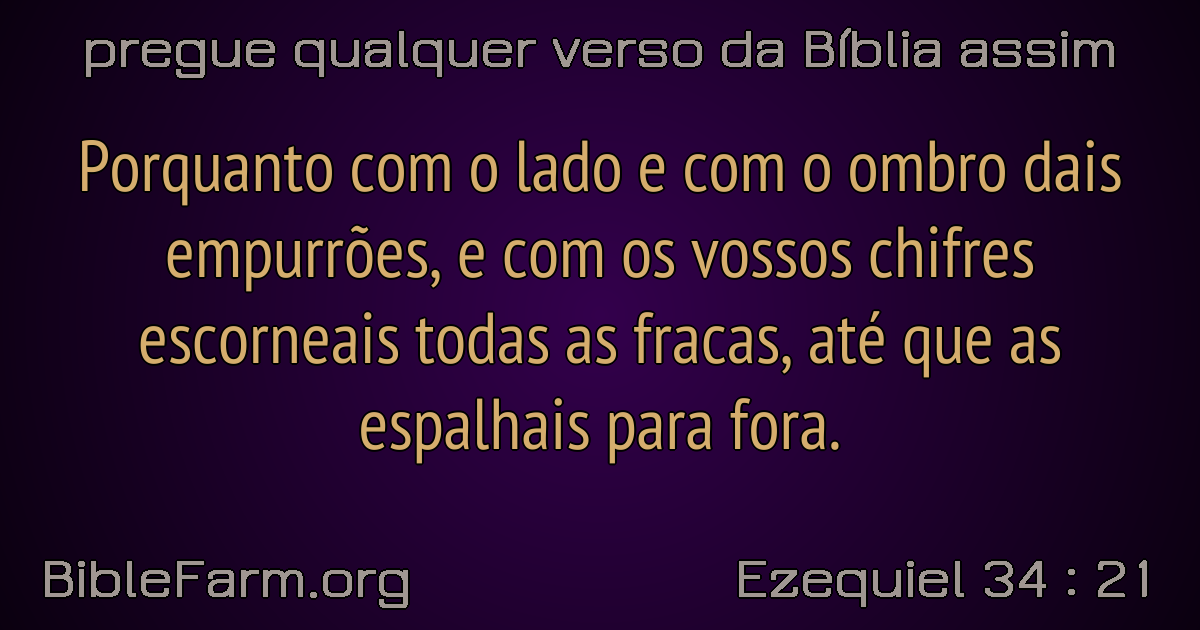 pregue qualquer verso da Bíblia assim
Porquanto com o lado e com o ombro dais
empurrões, e com os vossos chifres
escorneais todas as fracas, até que as
espalhais para fora.
BibleFarm.org
Ezequiel 34 : 21